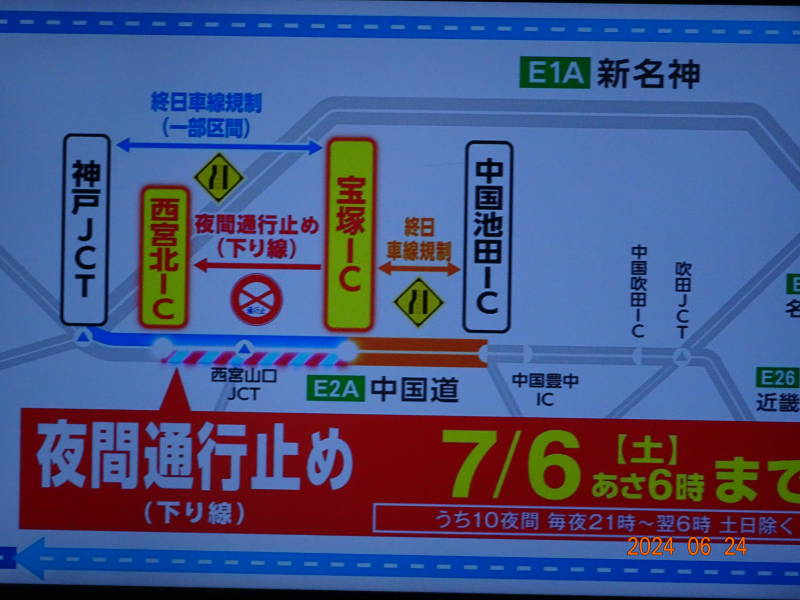 E1A 新名神
終日車線規制
(一部区間)
神戸JCT
西宮北IC
宝塚IC
中国池田IC
夜間通行止め
(下り線)
通行止
終日
車線規制
中国吹田IC
吹田JCT
名
西宮山口
JCT
E2A 中国道
中国豊中
IC
E26
近畿
夜間通行止め
(下り線)
7/6【土】
あさ6時まで
うち10夜間 毎夜21時~翌6時 土日除く
2024 06 24